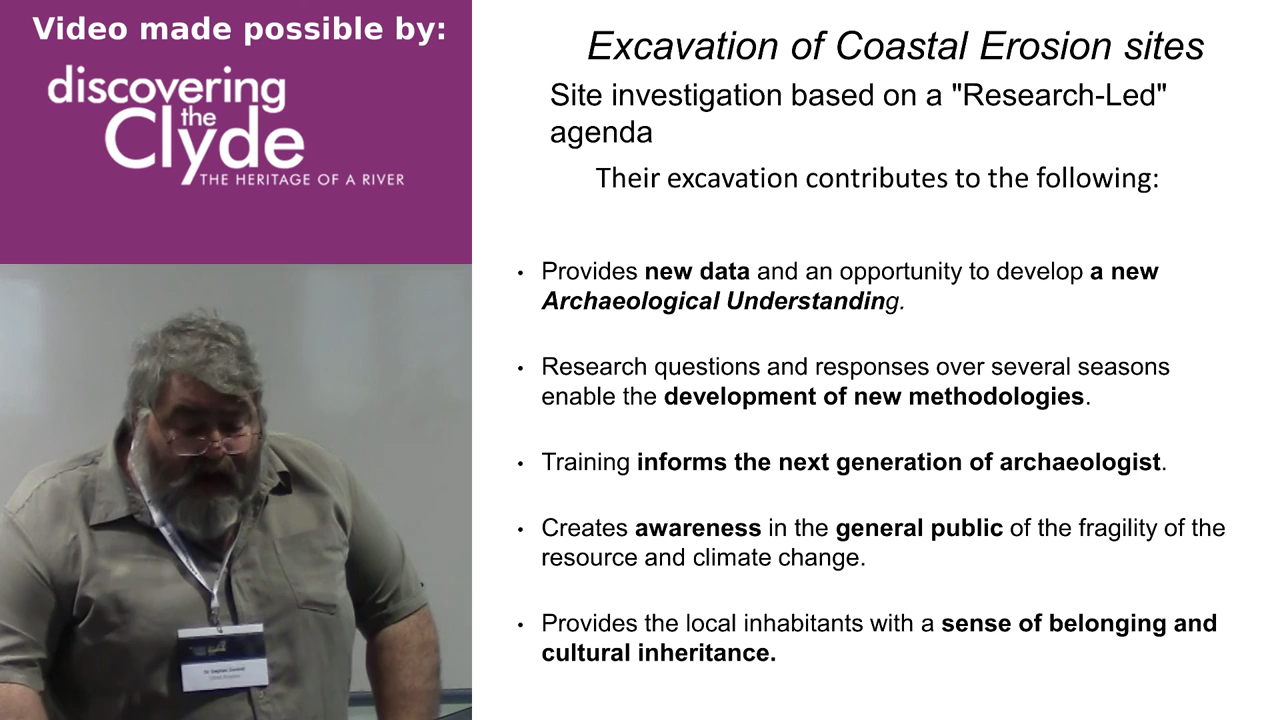 Video made possible by:
discovering
the
Clyde
THE HERITAGE OF A RIVER
Excavation of Coastal Erosion sites
Site investigation based on a "Research-Led"
agenda
Their excavation contributes to the following:
• Provides new data and an opportunity to develop a new
Archaeological Understanding.
• Research questions and responses over several seasons
enable the development of new methodologies.
• Training informs the next generation of archaeologist.
• Creates awareness in the general public of the fragility of the
resource and climate change.
• Provides the local inhabitants with a sense of belonging and
cultural inheritance.